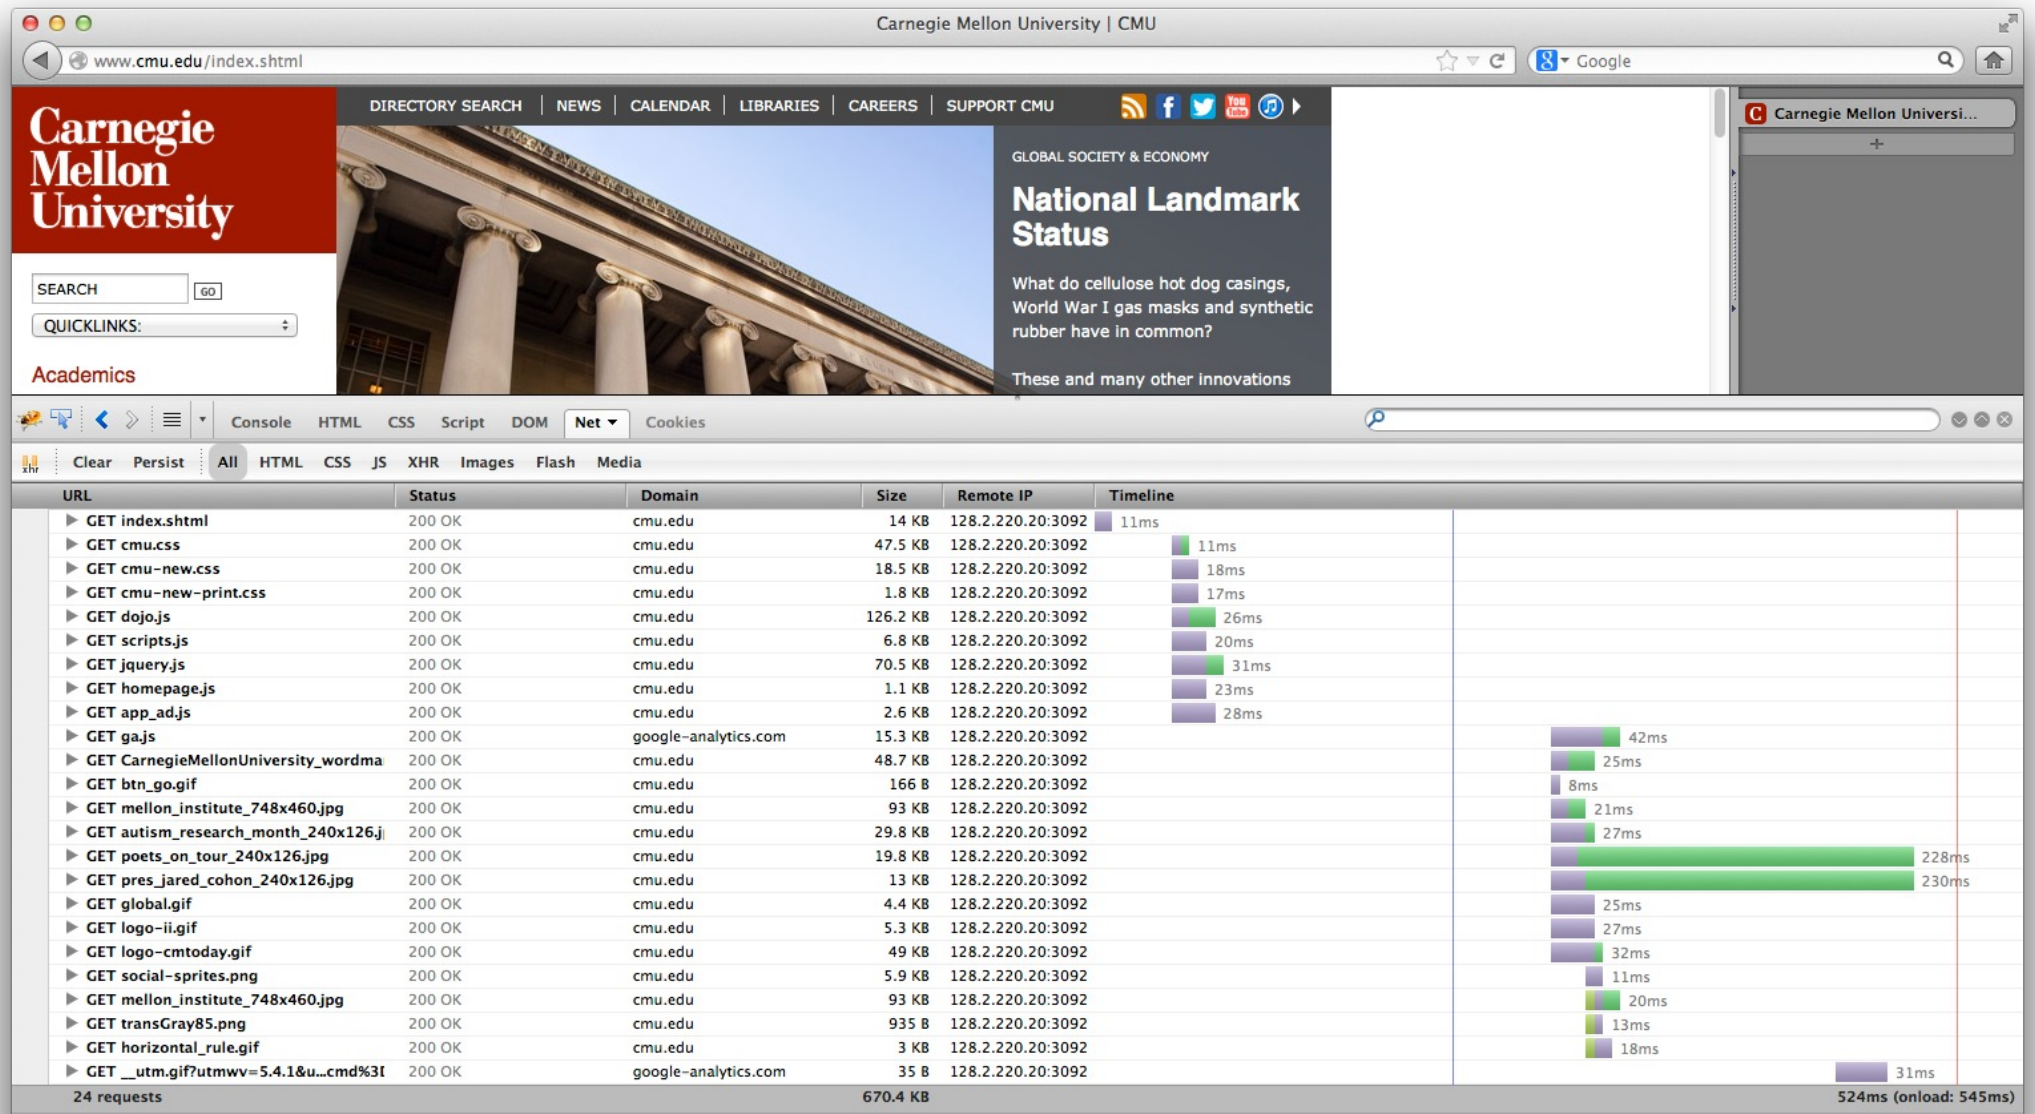 Carnegie Mellon University | CMU
www.cmu.edu/index.shtml
Google
Carnegie
Mellon
University
DIRECTORY SEARCH | NEWS | CALENDAR | LIBRARIES | CAREERS | SUPPORT CMU
You
Tube
C Carnegie Mellon Universi...
GLOBAL SOCIETY & ECONOMY
National Landmark
Status
What do cellulose hot dog casings,
World War I gas masks and synthetic
rubber have in common?
These and many other innovations
SEARCH GO
QUICKLINKS:
Academics
Console HTML CSS Script DOM Net Cookies
xhr Clear Persist All HTML CSS JS XHR Images Flash Media
URL Status Domain Size Remote IP Timeline
GET index.shtml 200 OK cmu.edu 14 KB 128.2.220.20:3092 11ms
GET cmu.css 200 OK cmu.edu 47.5 KB 128.2.220.20:3092 11ms
GET cmu-new.css 200 OK cmu.edu 18.5 KB 128.2.220.20:3092 18ms
GET cmu-new-print.css 200 OK cmu.edu 1.8 KB 128.2.220.20:3092 17ms
GET dojo.js 200 OK cmu.edu 126.2 KB 128.2.220.20:3092 26ms
GET scripts.js 200 OK cmu.edu 6.8 KB 128.2.220.20:3092 20ms
GET jquery.js 200 OK cmu.edu 70.5 KB 128.2.220.20:3092 31ms
GET homepage.js 200 OK cmu.edu 1.1 KB 128.2.220.20:3092 23ms
GET app_ad.js 200 OK cmu.edu 2.6 KB 128.2.220.20:3092 28ms
GET ga.js 200 OK google-analytics.com 15.3 KB 128.2.220.20:3092 42ms
GET CarnegieMellonUniversity_wordma 200 OK cmu.edu 48.7 KB 128.2.220.20:3092 25ms
GET btn_go.gif 200 OK cmu.edu 166 B 128.2.220.20:3092 8ms
GET mellon_institute_748x460.jpg 200 OK cmu.edu 93 KB 128.2.220.20:3092 21ms
GET autism_research_month_240x126.j 200 OK cmu.edu 29.8 KB 128.2.220.20:3092 27ms
GET poets_on_tour_240x126.jpg 200 OK cmu.edu 19.8 KB 128.2.220.20:3092 228ms
GET pres_jared_cohon_240x126.jpg 200 OK cmu.edu 13 KB 128.2.220.20:3092 230ms
GET global.gif 200 OK cmu.edu 4.4 KB 128.2.220.20:3092 25ms
GET logo-ii.gif 200 OK cmu.edu 5.3 KB 128.2.220.20:3092 27ms
GET logo-cmtoday.gif 200 OK cmu.edu 49 KB 128.2.220.20:3092 32ms
GET social-sprites.png 200 OK cmu.edu 5.9 KB 128.2.220.20:3092 11ms
GET mellon_institute_748x460.jpg 200 OK cmu.edu 93 KB 128.2.220.20:3092 20ms
GET transGray85.png 200 OK cmu.edu 935 B 128.2.220.20:3092 13ms
GET horizontal_rule.gif 200 OK cmu.edu 3 KB 128.2.220.20:3092 18ms
GET __utm.gif?utmwv=5.4.1&u...cmd%3D 200 OK google-analytics.com 35 B 128.2.220.20:3092 31ms
24 requests 670.4 KB 524ms (onload: 545ms)